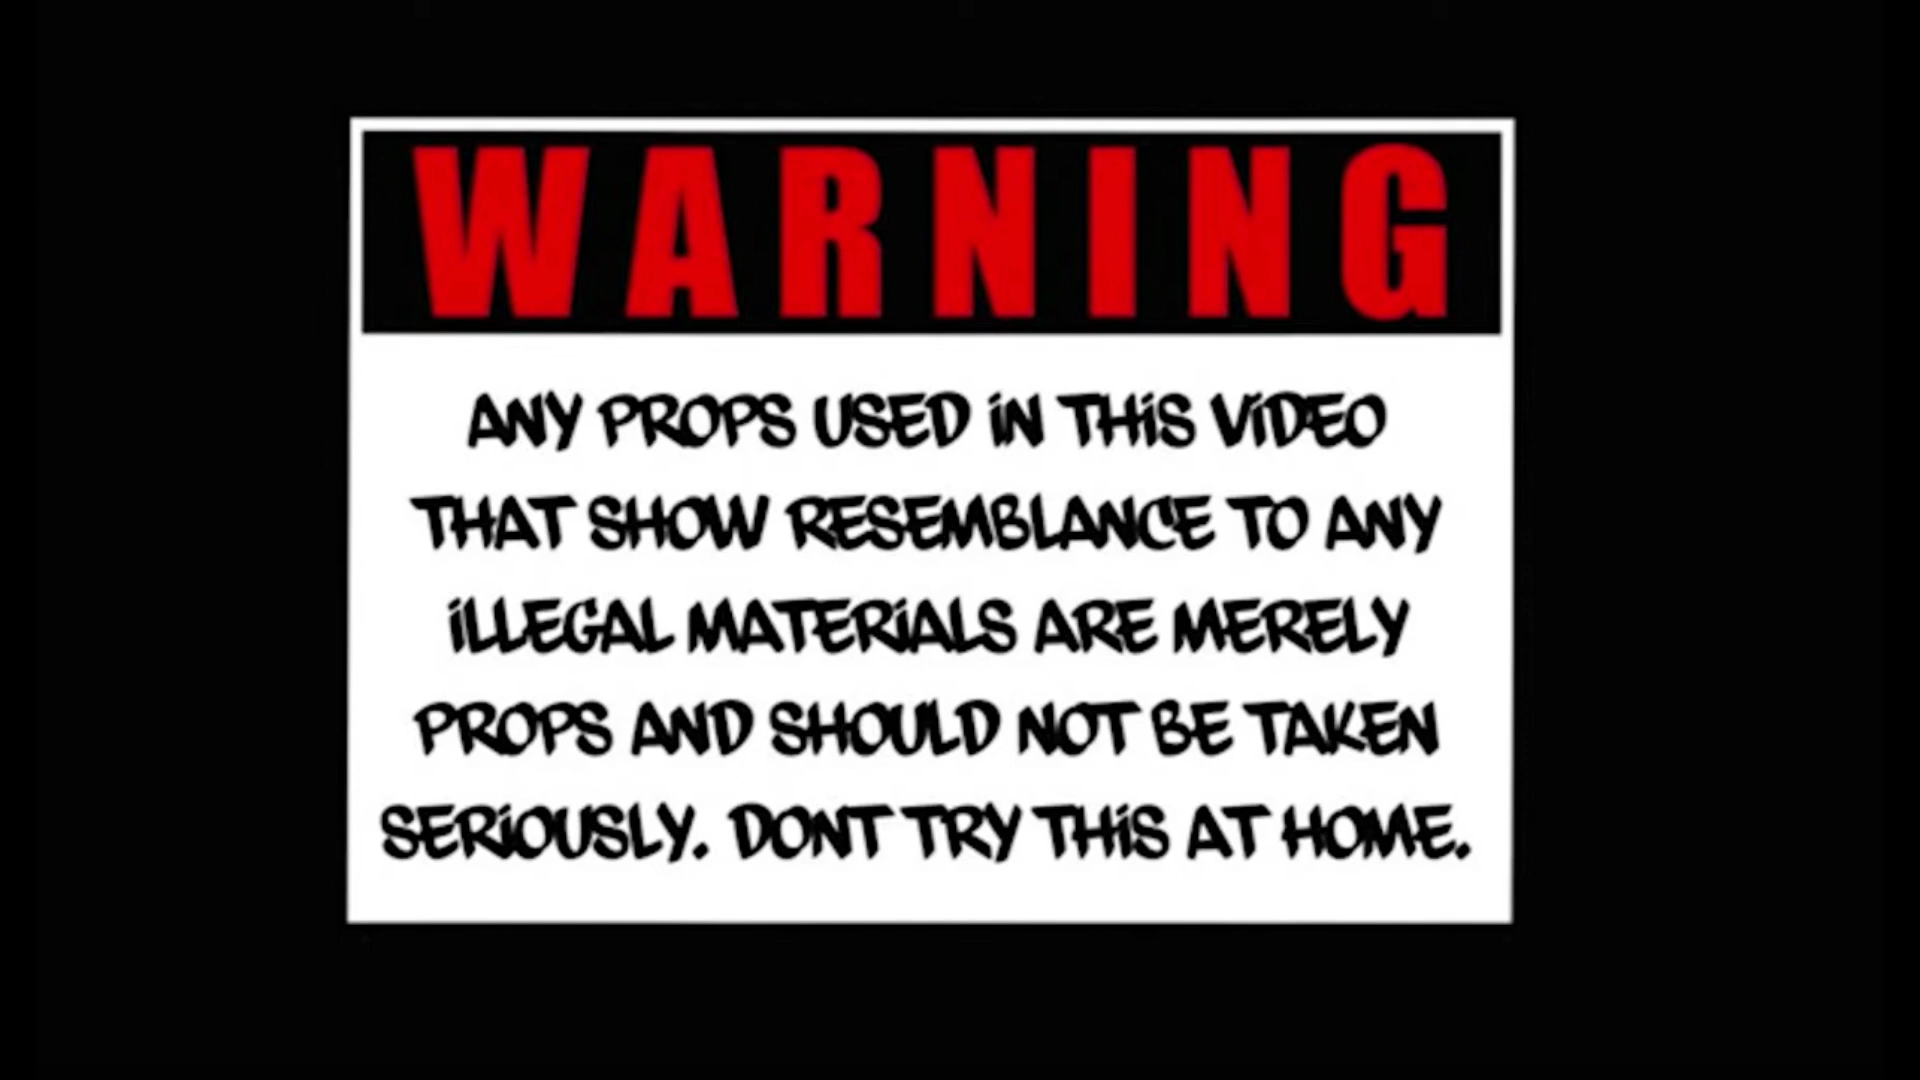 WARNING
ANY PROPS USED iN THiS ViDEO
THAT SHOW RESEMBLANCE TO ANY
iLLEGAL MATERiALS ARE MERELY
PROPS AND SHOULD NOT BE TAKEN
SERiOUSLY. DONT TRY THiS AT HOME.